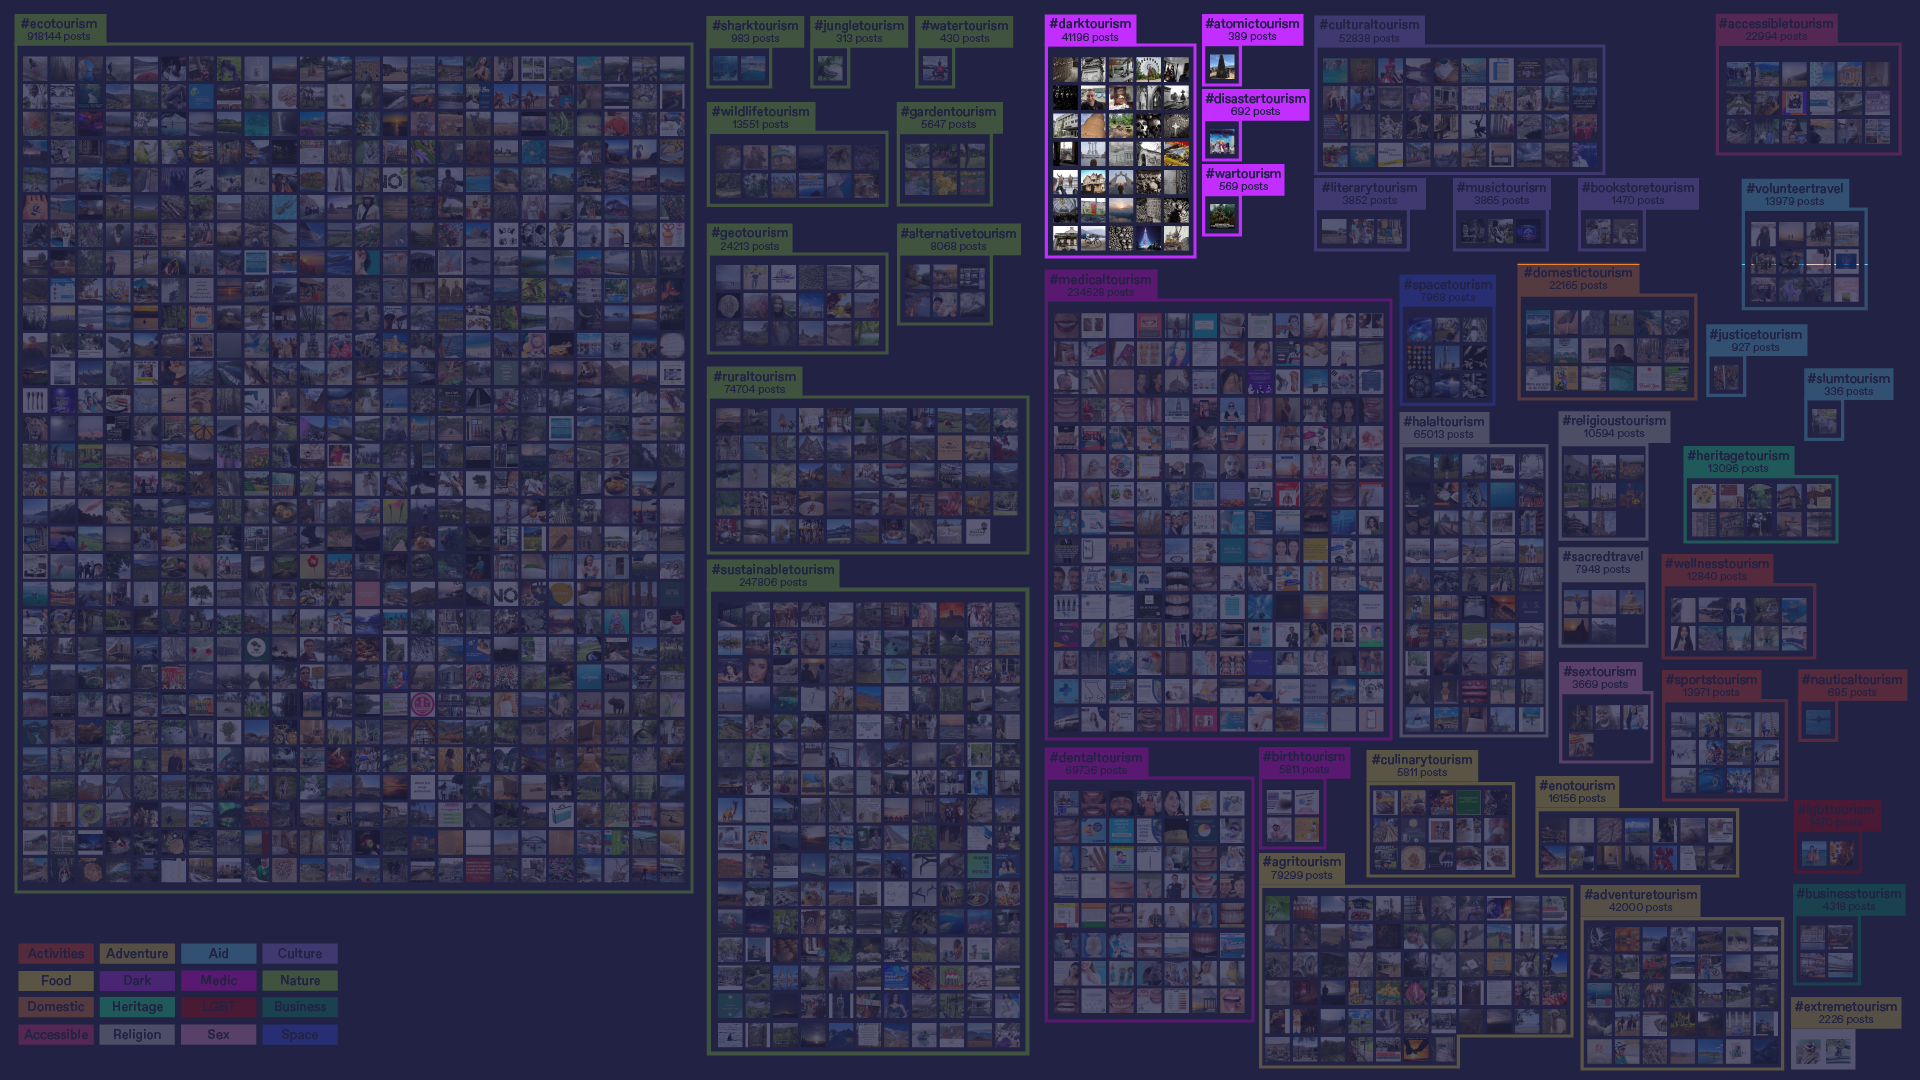 #ecotourism
918144 posts
#sharktourism
983 posts
#jungletourism
313 posts
#watertourism
430 posts
#wildlifetourism
13551 posts
#gardentourism
5647 posts
#geotourism
24213 posts
#alternativetourism
8068 posts
#ruraltourism
74704 posts
#sustainabletourism
247806 posts
#darktourism
41196 posts
#atomictourism
389 posts
#disastertourism
692 posts
#wartourism
569 posts
#culturaltourism
52838 posts
#literarytourism
3852 posts
#musictourism
3865 posts
#bookstoretourism
1470 posts
#accessibletourism
22994 posts
#volunteertravel
13979 posts
#medicaltourism
234528 posts
#spacetourism
7968 posts
#domestictourism
22165 posts
#justicetourism
927 posts
#slumtourism
336 posts
#halaltourism
65013 posts
#religioustourism
10594 posts
#heritagetourism
13096 posts
#sacredtravel
7948 posts
#wellnesstourism
12840 posts
#sextourism
3669 posts
#sportstourism
13971 posts
#nauticaltourism
695 posts
#dentaltourism
69736 posts
#birthtourism
5811 posts
#culinarytourism
5811 posts
#enotourism
16156 posts
#agritourism
79299 posts
#adventuretourism
42000 posts
#businesstourism
4318 posts
#extremetourism
2226 posts
Activities
Adventure
Aid
Culture
Food
Dark
Medic
Nature
Domestic
Heritage
LGBT
Business
Accessible
Religion
Sex
Space